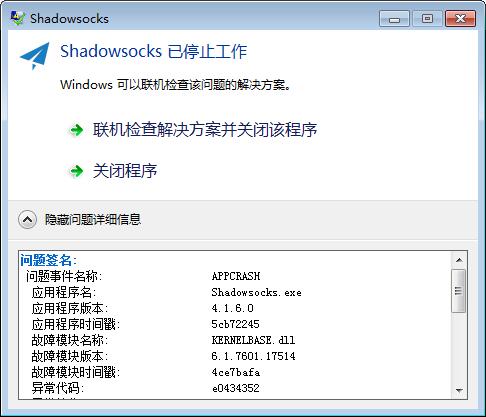 Shadowsocks
Shadowsocks 已停止工作
Windows 可以联机检查该问题的解决方案。
联机检查解决方案并关闭该程序
关闭程序
隐藏问题详细信息
问题签名:
问题事件名称: APPCRASH
应用程序名: Shadowsocks.exe
应用程序版本: 4.1.6.0
应用程序时间戳: 5cb72245
故障模块名称: KERNELBASE.dll
故障模块版本: 6.1.7601.17514
故障模块时间戳: 4ce7bafa
异常代码: e0434352